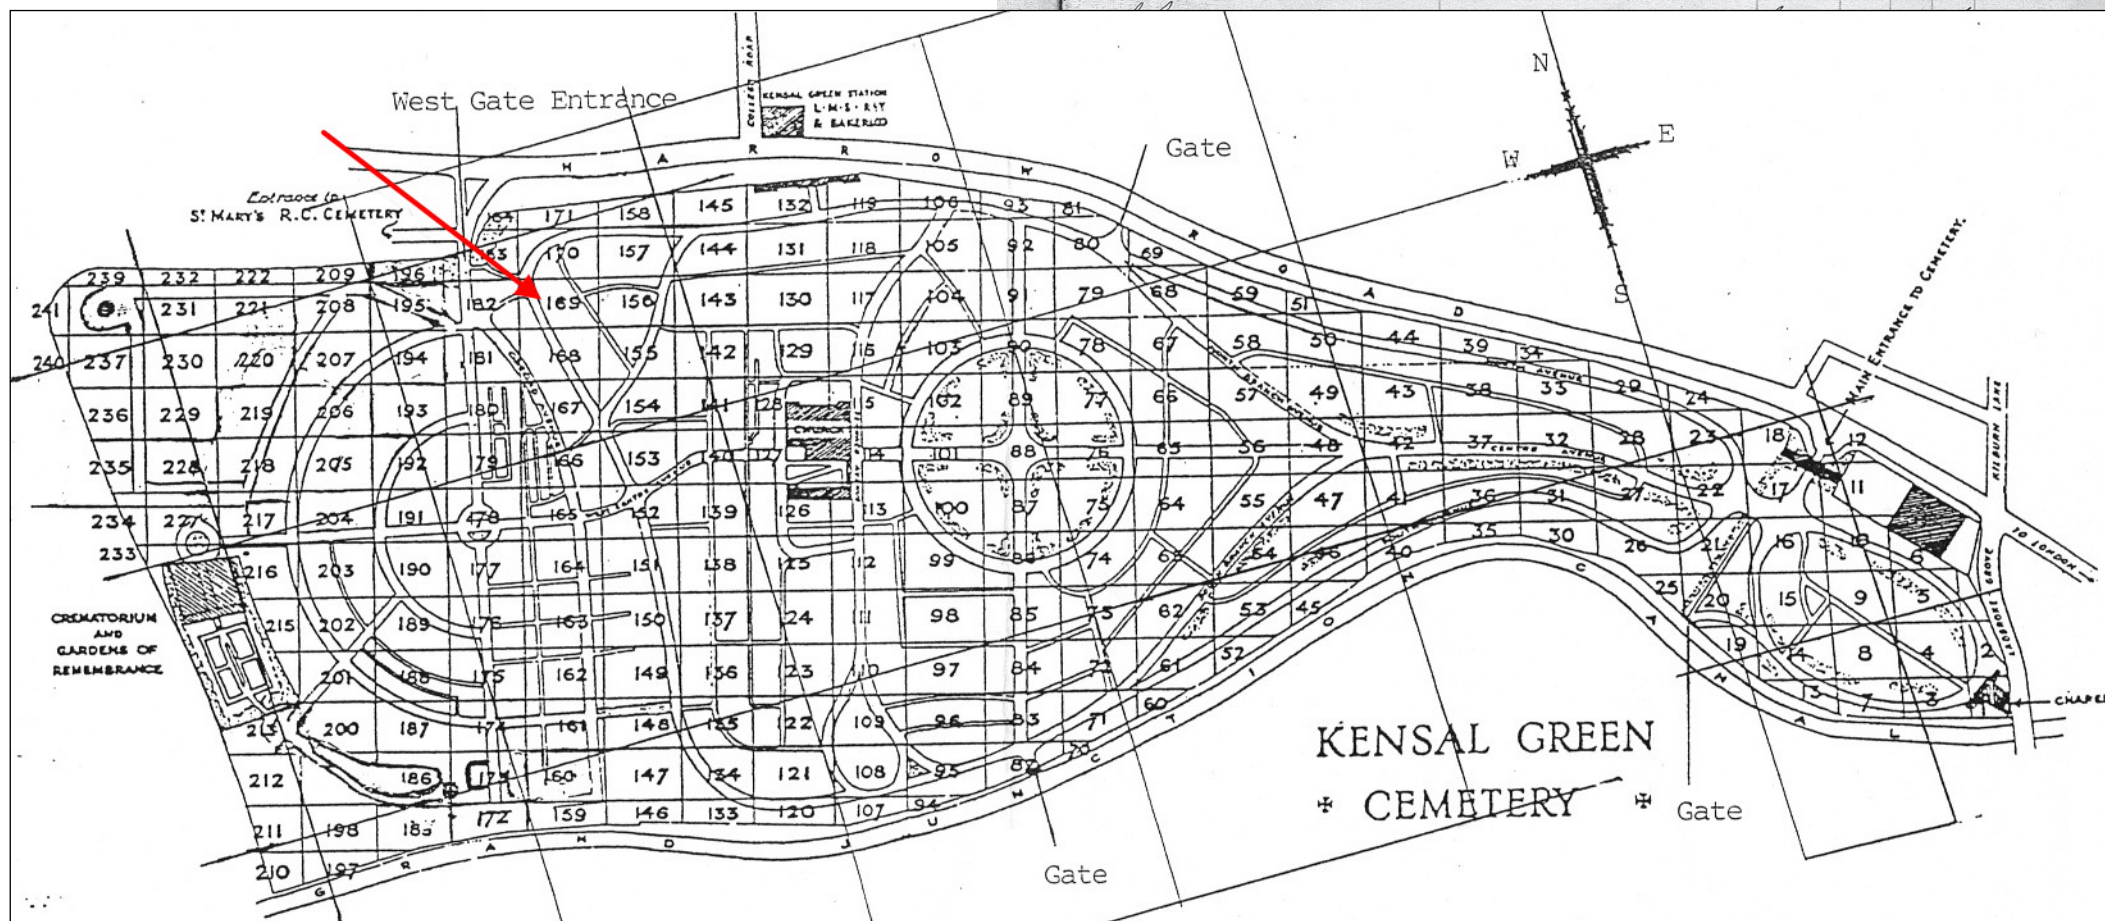 West Gate Entrance
COLLEGE ROAD
KENSAL GREEN STATION
L·M·S·RLY
& BAKERLOO
Gate
N
E
W
S
Entrance to
ST MARY'S R.C. CEMETERY
HARROW ROAD
MAIN ENTRANCE TO CEMETERY.
KILBURN LANE
TO LONDON
LADBROKE GROVE
164 171 158 145 132 119 106 93 81
170 157 144 131 118 105 92 80 69
239 232 222 209 196
241 231 221 208 195 182 169 156 143 130 117 104 91 79 68 59 51
240 237 230 220 207 194 181 168 155 142 129 103 90 78 67 58 50 44 39 34
236 229 219 206 193 180 167 154 141 128 102 89 77 66 57 49 43 38 33 29 24
235 228 218 205 192 166 153 140 127 101 88 76 65 56 48 42 37 32 28 23 18 12
234 227 217 204 191 178 165 152 139 126 113 100 87 75 64 55 47 41 36 31 27 22 17 11
233 216 203 190 177 164 151 138 125 112 99 86 74 63 54 46 40 35 30 26 21 16 6
215 202 189 176 163 150 137 111 98 85 73 62 53 45 25 20 15 9 5
201 188 175 162 149 136 123 110 97 84 72 61 52 19 14 8 4 2
213 200 187 174 161 148 135 122 109 96 83 71 60 13 7 3
212 186 173 160 147 134 121 108 95 82 70
211 198 185 172 159 146 133 120 107 94
210 197
CHURCH
CENTRE AVENUE
CREMATORIUM
AND
GARDENS OF
REMEMBRANCE
GRAND JUNCTION CANAL
KENSAL GREEN
CEMETERY
Gate
Gate